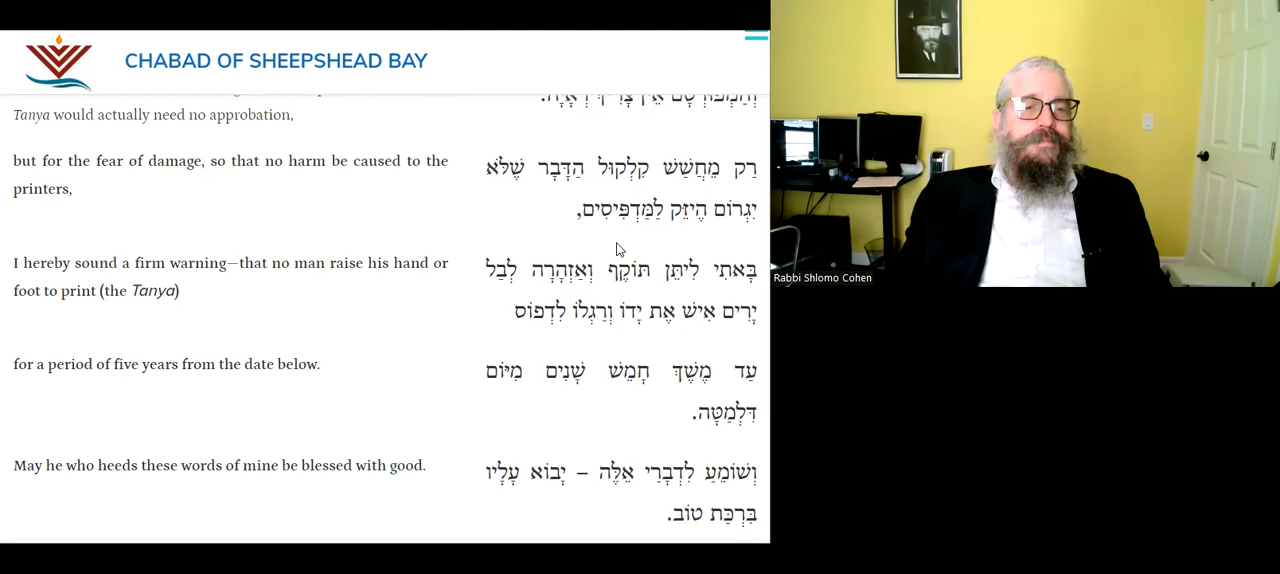 CHABAD OF SHEEPSHEAD BAY
Tanya would actually need no approbation,
but for the fear of damage, so that no harm be caused to the
printers,
I hereby sound a firm warning—that no man raise his hand or
foot to print (the Tanya)
for a period of five years from the date below.
May he who heeds these words of mine be blessed with good.
רַק מֵחֲשַׁשׁ קִלְקוּל הַדָּבָר שֶׁלֹּא
יִגְרוֹם הֶיזֵּק לַמַּדְפִּיסִים,
בָּאתִי לִיתֵּן תּוֹקֶף וְאַזְהָרָה לְבַל
יָרִים אִישׁ אֶת יָדוֹ וְרַגְלוֹ לִדְפוֹס
עַד מֶשֶׁךְ חָמֵשׁ שָׁנִים מִיּוֹם
דִּלְמַטָּה.
וְשׁוֹמֵעַ לִדְבָרַי אֵלֶּה – יָבוֹא עָלָיו
בִּרְכַּת טוֹב.
Rabbi Shlomo Cohen